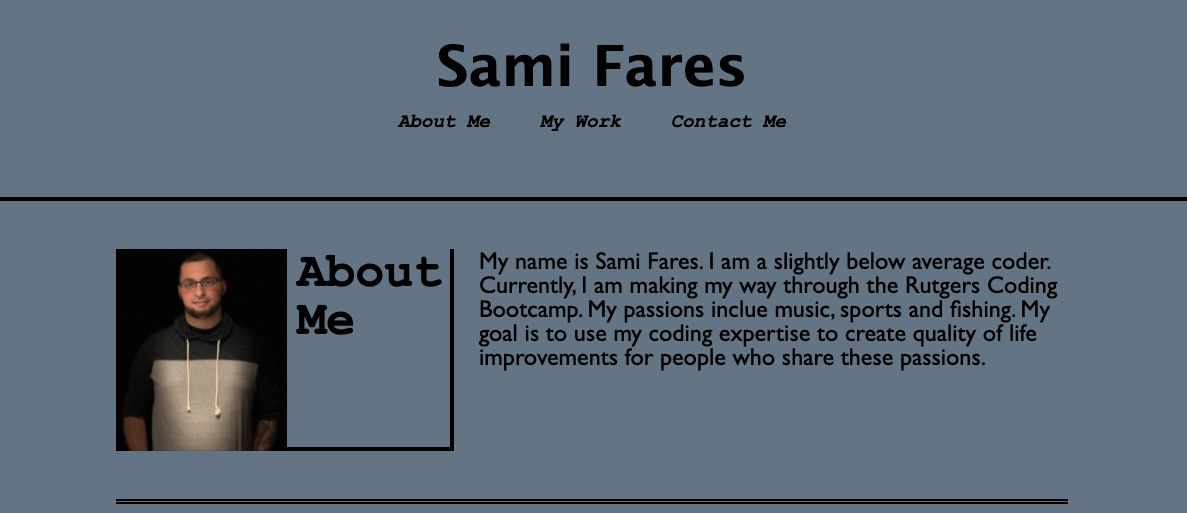 Sami Fares
About Me My Work Contact Me
About
Me
My name is Sami Fares. I am a slightly below average coder.
Currently, I am making my way through the Rutgers Coding
Bootcamp. My passions inclue music, sports and fishing. My
goal is to use my coding expertise to create quality of life
improvements for people who share these passions.